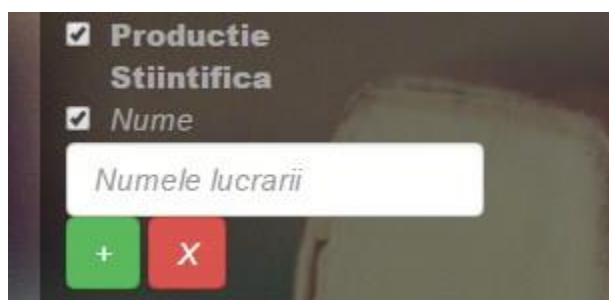 Productie
Stiintifica
Nume
Numele lucrarii
+ X